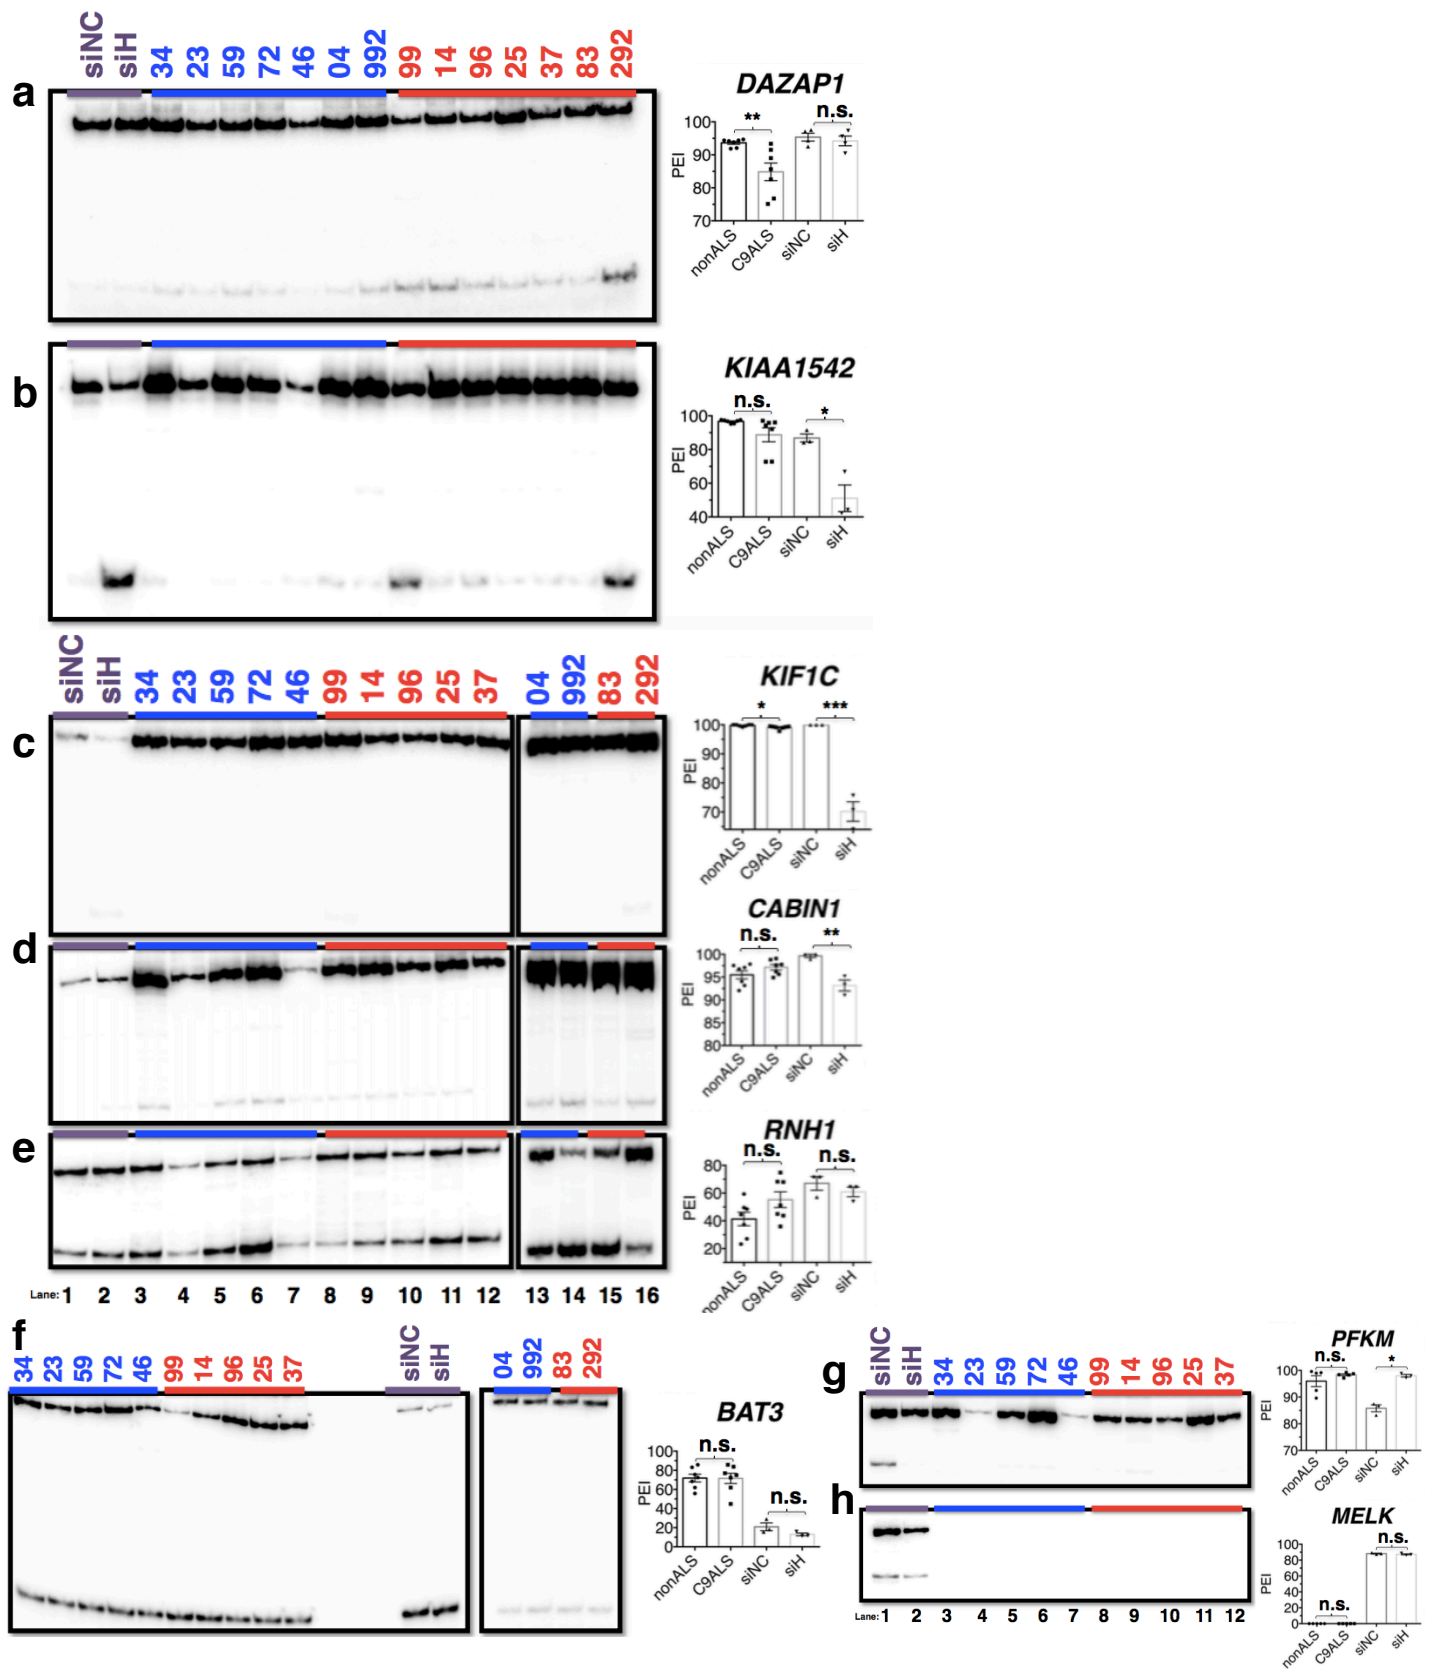 siNC siH 34 23 59 72 46 04 992 99 14 96 25 37 83 292
a
DAZAP1
** n.s.
100
90
80
70
PEI
nonALS C9ALS siNC siH
b
KIAA1542
n.s. *
100
80
60
40
PEI
nonALS C9ALS siNC siH
siNC siH 34 23 59 72 46 99 14 96 25 37 04 992 83 292
c
KIF1C
* ***
100
90
80
70
PEI
nonALS C9ALS siNC siH
d
CABIN1
n.s. **
100
95
90
85
80
PEI
nonALS C9ALS siNC siH
e
RNH1
n.s. n.s.
80
60
40
20
PEI
nonALS C9ALS siNC siH
Lane: 1 2 3 4 5 6 7 8 9 10 11 12 13 14 15 16
f
34 23 59 72 46 99 14 96 25 37 siNC siH 04 992 83 292
BAT3
n.s. n.s.
100
80
60
40
20
0
PEI
nonALS C9ALS siNC siH
g
siNC siH 34 23 59 72 46 99 14 96 25 37
PFKM
n.s. *
100
90
80
70
PEI
nonALS C9ALS siNC siH
h
MELK
n.s. n.s.
100
80
60
40
20
0
PEI
nonALS C9ALS siNC siH
Lane: 1 2 3 4 5 6 7 8 9 10 11 12